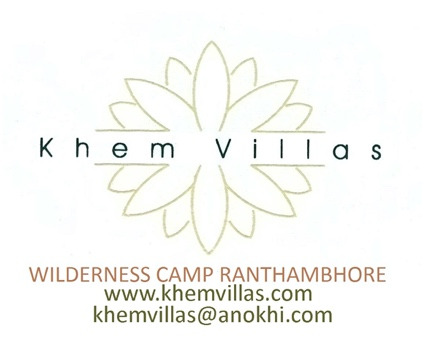 Khem Villas
WILDERNESS CAMP RANTHAMBHORE
www.khemvillas.com
khemvillas@anokhi.com